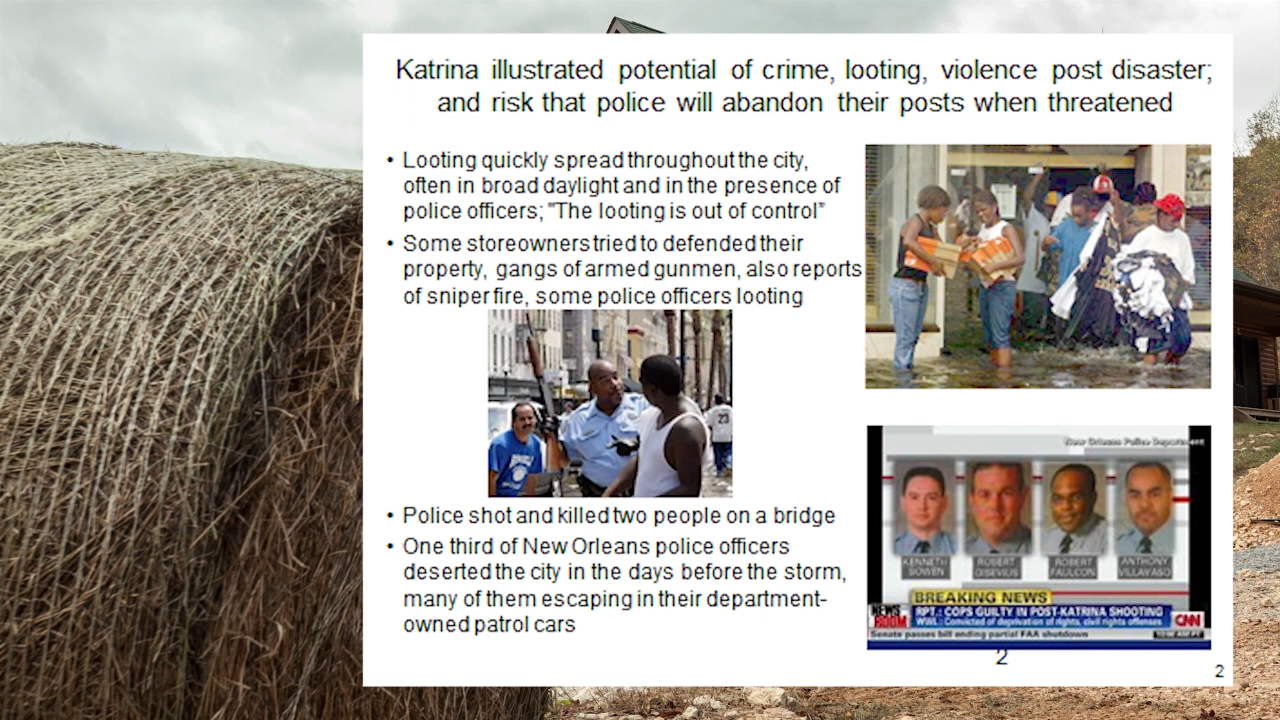 Katrina illustrated potential of crime, looting, violence post disaster;
and risk that police will abandon their posts when threatened
• Looting quickly spread throughout the city,
often in broad daylight and in the presence of
police officers; "The looting is out of control”
• Some storeowners tried to defended their
property, gangs of armed gunmen, also reports
of sniper fire, some police officers looting
23
• Police shot and killed two people on a bridge
• One third of New Orleans police officers
deserted the city in the days before the storm,
many of them escaping in their department-
owned patrol cars
New Orleans Police Department
KENNETH
BOWEN
ROBERT
GISEVIUS
ROBERT
FAULCON
ANTHONY
VILLAVASO
BREAKING NEWS
NEWS
ROOM
RPT.: COPS GUILTY IN POST-KATRINA SHOOTING
WWL: Convicted of deprivation of rights, civil rights offenses
CNN
Senate passes bill ending partial FAA shutdown
2
2